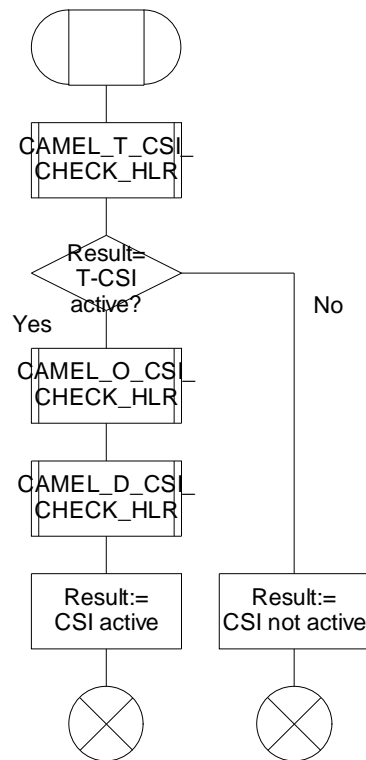 CAMEL_T_CSI_
CHECK_HLR
Result=
T-CSI
active?
No
Yes
CAMEL_O_CSI_
CHECK_HLR
CAMEL_D_CSI_
CHECK_HLR
Result:=
CSI active
Result:=
CSI not active